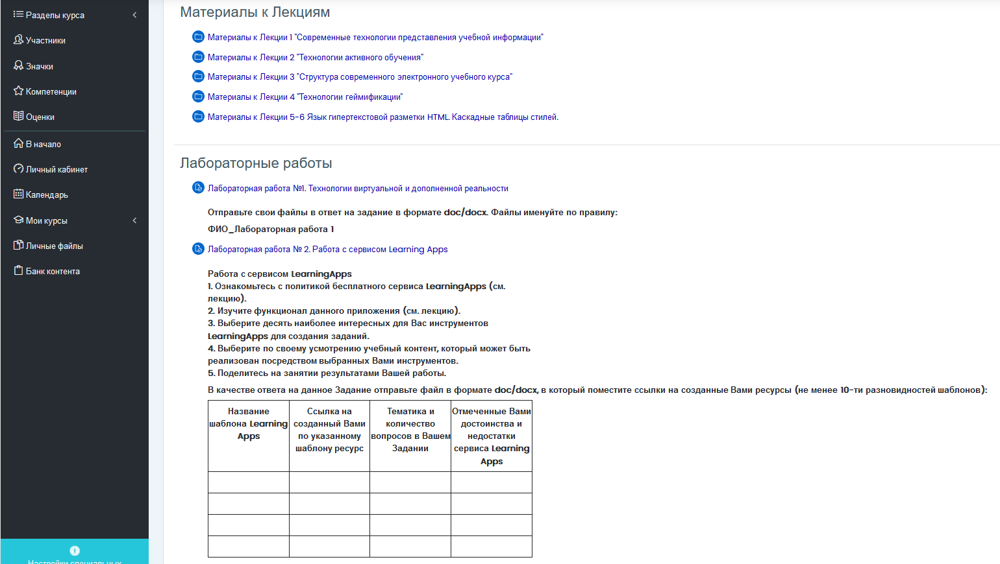 Разделы курса
Участники
Значки
Компетенции
Оценки
В начало
Личный кабинет
Календарь
Мои курсы
Личные файлы
Банк контента
Настройки специальных
Материалы к Лекциям
Материалы к Лекции 1 "Современные технологии представления учебной информации"
Материалы к Лекции 2 "Технологии активного обучения"
Материалы к Лекции 3 "Структура современного электронного учебного курса"
Материалы к Лекции 4 "Технологии геймификации"
Материалы к Лекции 5-6 Язык гипертекстовой разметки HTML. Каскадные таблицы стилей.
Лабораторные работы
Лабораторная работа №1. Технологии виртуальной и дополненной реальности
Отправьте свои файлы в ответ на задание в формате doc/docx. Файлы именуйте по правилу:
ФИО_Лабораторная работа 1
Лабораторная работа № 2. Работа с сервисом Learning Apps
Работа с сервисом LearningApps
1. Ознакомьтесь с политикой бесплатного сервиса LearningApps (см.
лекцию).
2. Изучите функционал данного приложения (см. лекцию).
3. Выберите десять наиболее интересных для Вас инструментов
LearningApps для создания заданий.
4. Выберите по своему усмотрению учебный контент, который может быть
реализован посредством выбранных Вами инструментов.
5. Поделитесь на занятии результатами Вашей работы.
В качестве ответа на данное Задание отправьте файл в формате doc/docx, в который поместите ссылки на созданные Вами ресурсы (не менее 10-ти разновидностей шаблонов):
Название
шаблона Learning
Apps
Ссылка на
созданный Вами
по указанному
шаблону ресурс
Тематика и
количество
вопросов в Вашем
Задании
Отмеченные Вами
достоинства и
недостатки
сервиса Learning
Apps